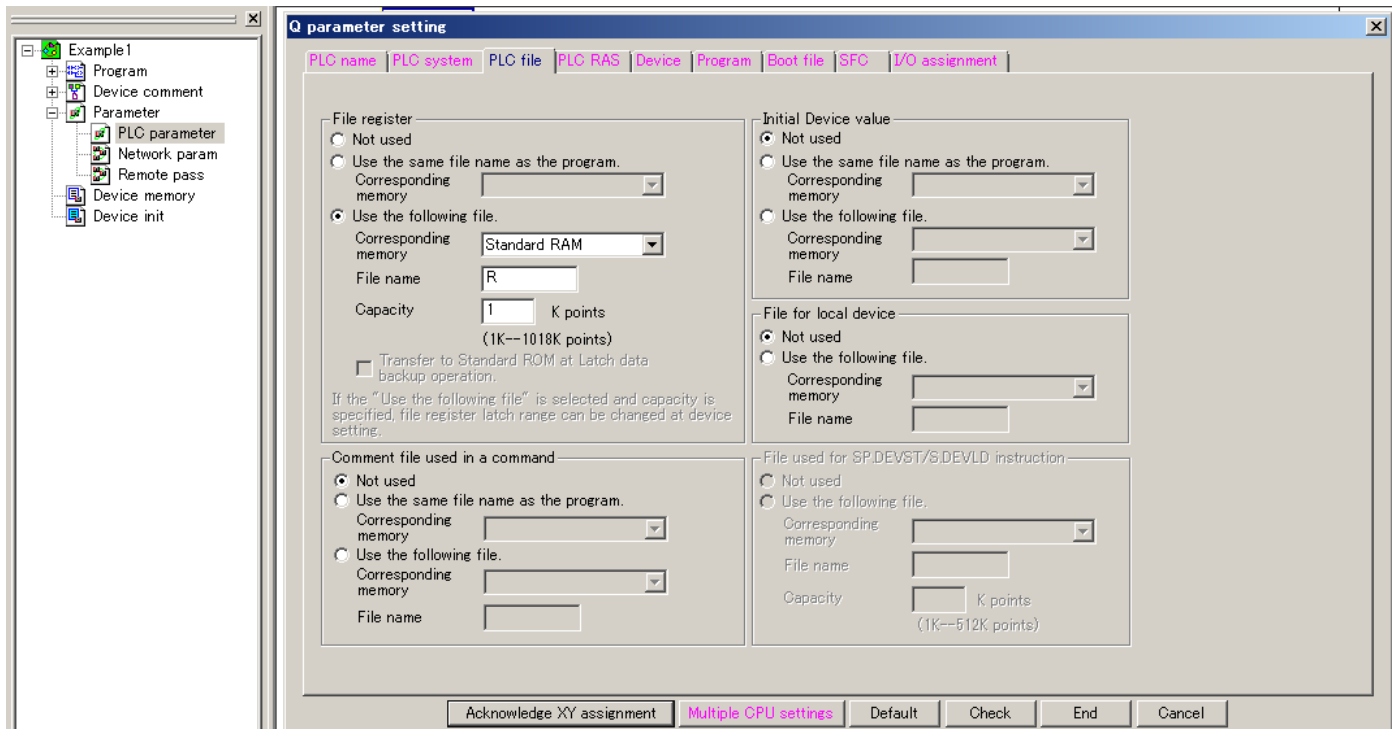 Example1
Program
Device comment
Parameter
PLC parameter
Network param
Remote pass
Device memory
Device init
Q parameter setting
PLC name
PLC system
PLC file
PLC RAS
Device
Program
Boot file
SFC
I/O assignment
File register
Not used
Use the same file name as the program.
Corresponding
memory
Use the following file.
Corresponding
memory
Standard RAM
File name
R
Capacity
1
K points
(1K--1018K points)
Transfer to Standard ROM at Latch data
backup operation.
If the "Use the following file" is selected and capacity is
specified, file register latch range can be changed at device
setting.
Comment file used in a command
Not used
Use the same file name as the program.
Corresponding
memory
Use the following file.
Corresponding
memory
File name
Initial Device value
Not used
Use the same file name as the program.
Corresponding
memory
Use the following file.
Corresponding
memory
File name
File for local device
Not used
Use the following file.
Corresponding
memory
File name
File used for SP.DEVST/S.DEVLD instruction
Not used
Use the following file.
Corresponding
memory
File name
Capacity
K points
(1K--512K points)
Acknowledge XY assignment
Multiple CPU settings
Default
Check
End
Cancel